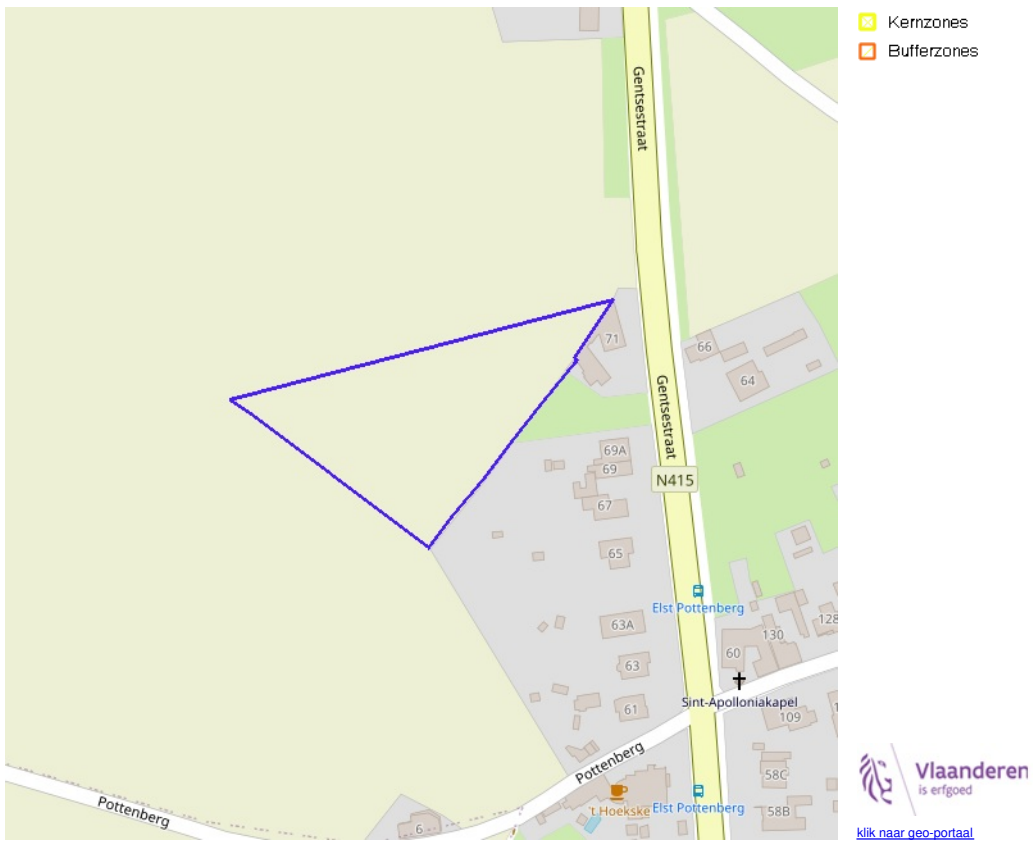 Kernzones
Bufferzones
Gentsestraat
71
66
64
Gentsestraat
69A
69
N415
67
65
Elst Pottenberg
63A
128
130
60
63
Sint-Apolloniakapel
61
109
Pottenberg
58C
't Hoekske
Elst Pottenberg
58B
Pottenberg
6
Vlaanderen
is erfgoed
klik naar geo-portaal